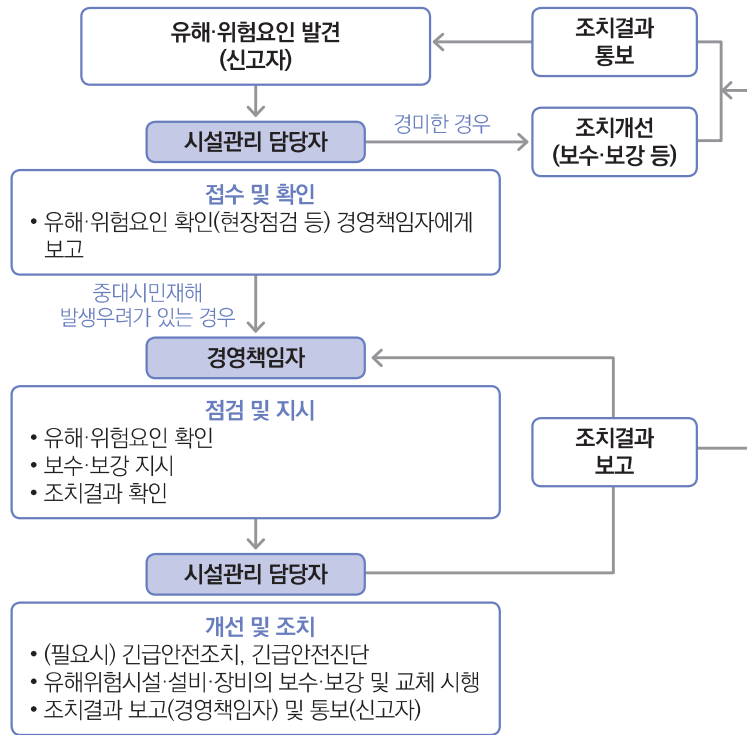 유해·위험요인 발견
(신고자)
조치결과
통보
시설관리 담당자
경미한 경우
조치개선
(보수·보강 등)
접수 및 확인
• 유해·위험요인 확인(현장점검 등) 경영책임자에게
보고
중대시민재해
발생우려가 있는 경우
경영책임자
점검 및 지시
• 유해·위험요인 확인
• 보수·보강 지시
• 조치결과 확인
조치결과
보고
시설관리 담당자
개선 및 조치
• (필요시) 긴급안전조치, 긴급안전진단
• 유해위험시설·설비·장비의 보수·보강 및 교체 시행
• 조치결과 보고(경영책임자) 및 통보(신고자)